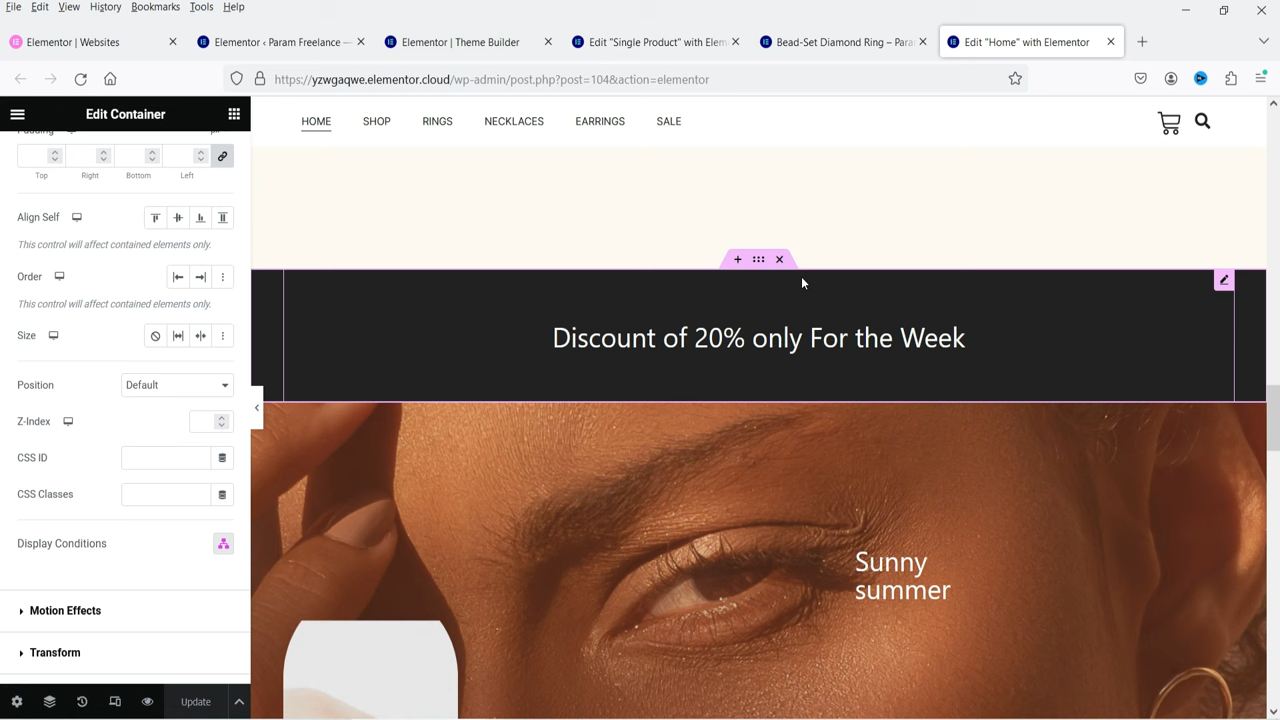 File Edit View History Bookmarks Tools Help
Elementor | Websites
Elementor ‹ Param Freelance —
Elementor | Theme Builder
Edit "Single Product" with Elem
Bead-Set Diamond Ring – Para
Edit "Home" with Elementor
https://yzwgaqwe.elementor.cloud/wp-admin/post.php?post=104&action=elementor
Edit Container
HOME SHOP RINGS NECKLACES EARRINGS SALE
Padding
Top Right Bottom Left
Align Self
This control will affect contained elements only.
Order
This control will affect contained elements only.
Size
Position Default
Z-Index
CSS ID
CSS Classes
Display Conditions
Motion Effects
Transform
Update
Discount of 20% only For the Week
Sunny
summer